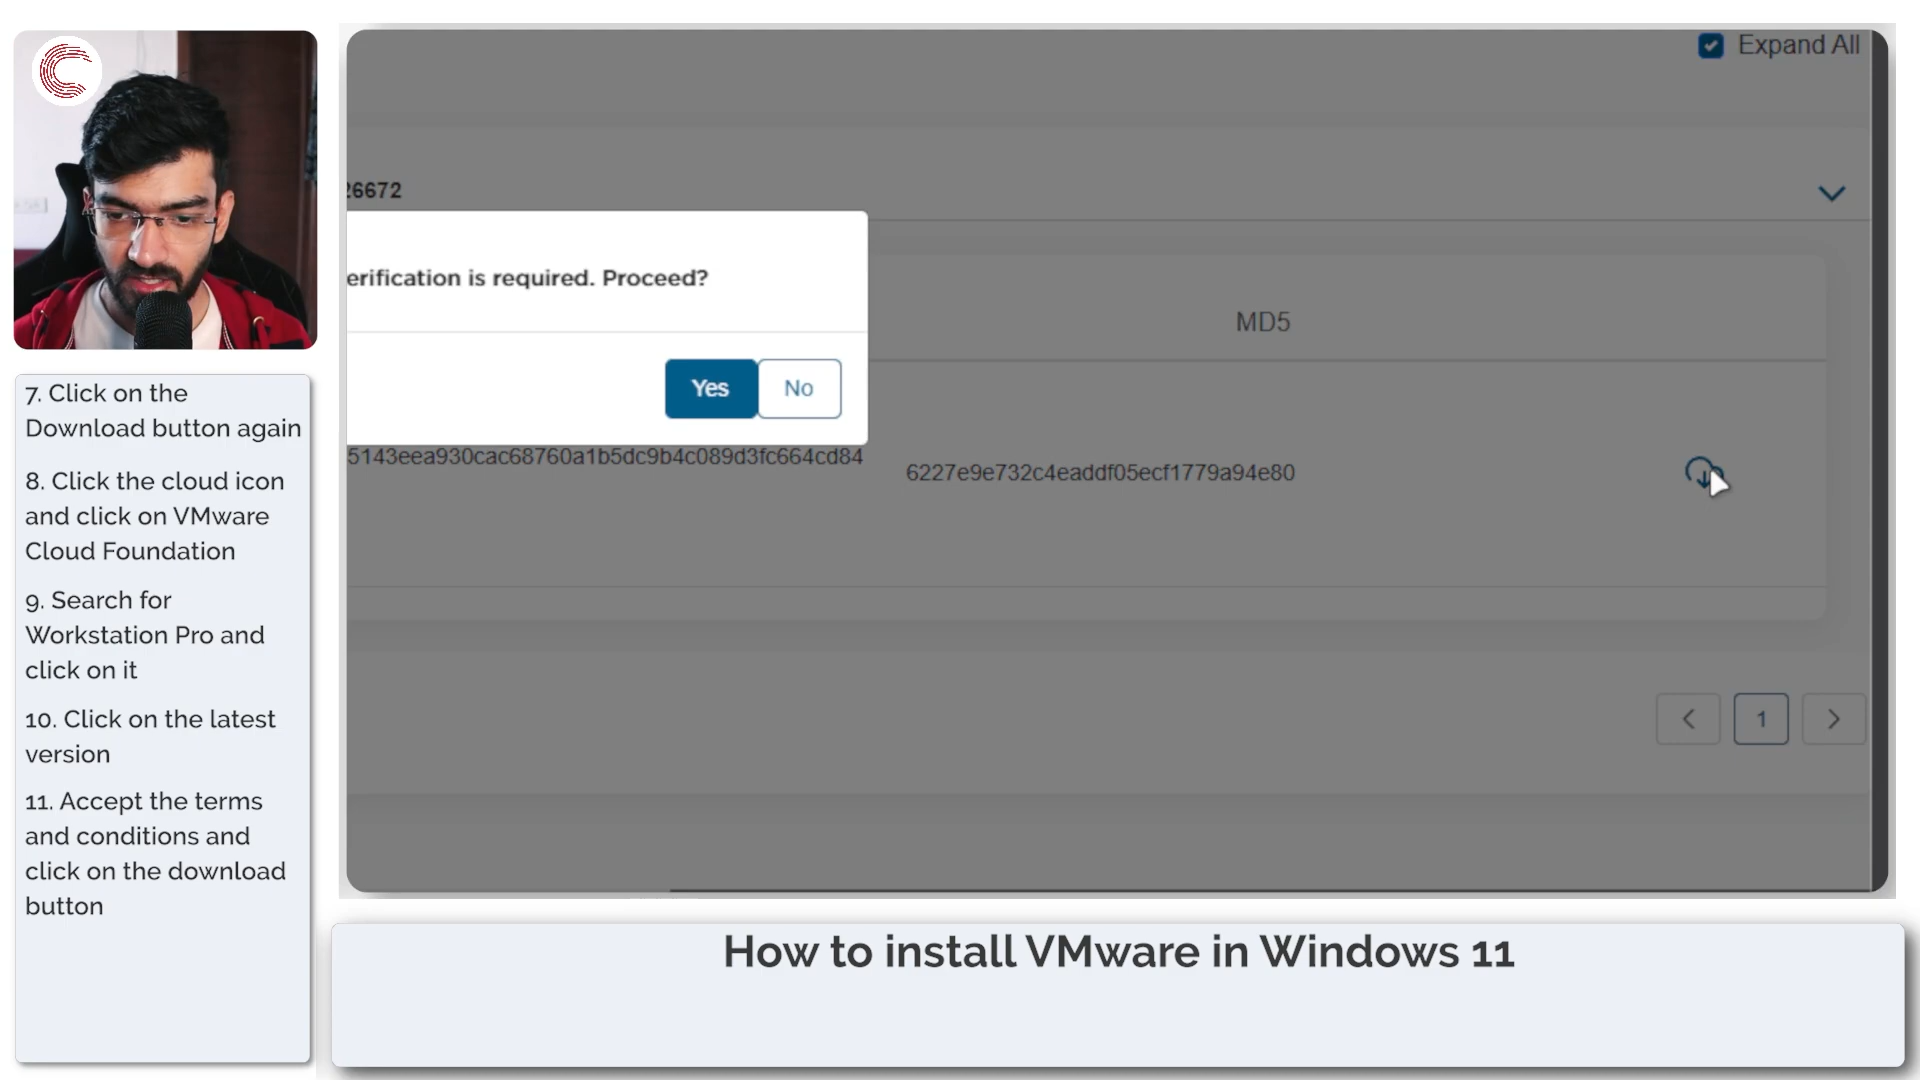 7. Click on the
Download button again
8. Click the cloud icon
and click on VMware
Cloud Foundation
9. Search for
Workstation Pro and
click on it
10. Click on the latest
version
11. Accept the terms
and conditions and
click on the download
button
Expand All
26672
erification is required. Proceed?
Yes
No
MD5
5143eea930cac68760a1b5dc9b4c089d3fc664cd84
6227e9e732c4eaddf05ecf1779a94e80
1
How to install VMware in Windows 11